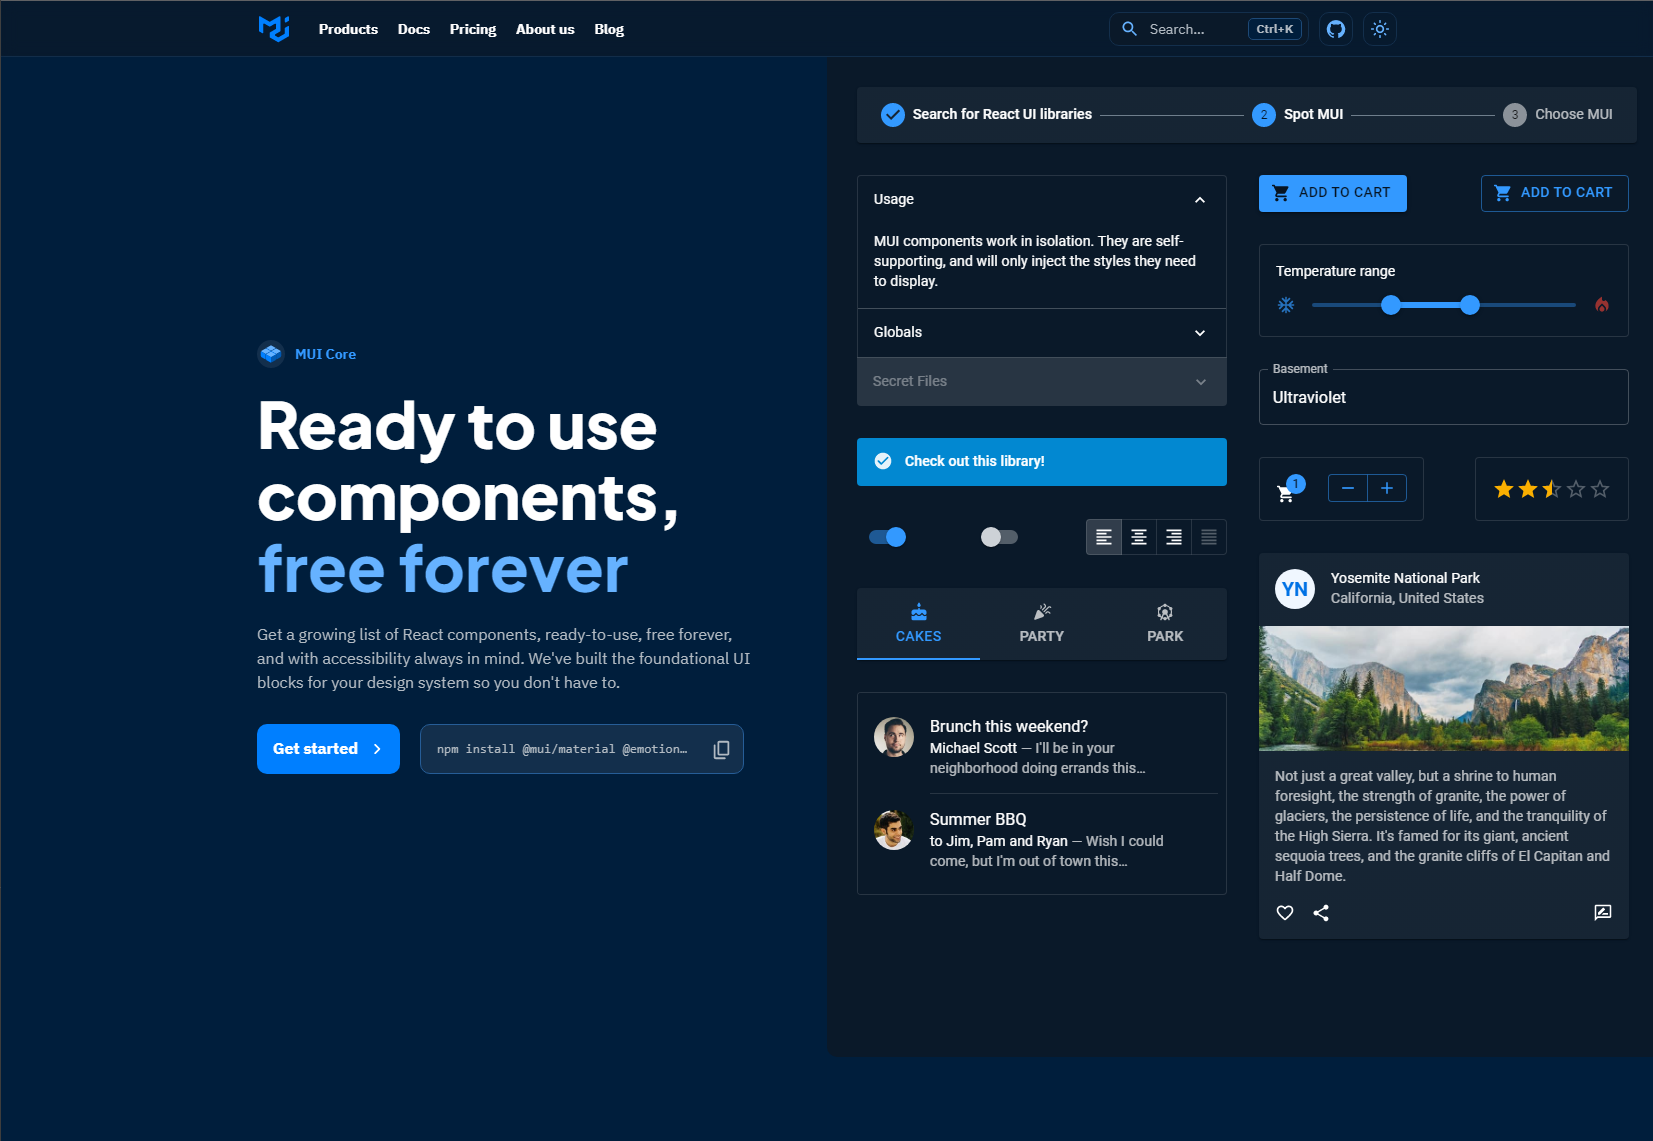 Products Docs Pricing About us Blog
Search... Ctrl+K
Search for React UI libraries
2 Spot MUI
3 Choose MUI
Usage
MUI components work in isolation. They are self-
supporting, and will only inject the styles they need
to display.
Globals
Secret Files
ADD TO CART
ADD TO CART
Temperature range
Basement
Ultraviolet
MUI Core
Ready to use
components,
free forever
Get a growing list of React components, ready-to-use, free forever,
and with accessibility always in mind. We've built the foundational UI
blocks for your design system so you don't have to.
Get started
npm install @mui/material @emotion…
Check out this library!
1
CAKES
PARTY
PARK
Brunch this weekend?
Michael Scott — I'll be in your
neighborhood doing errands this…
Summer BBQ
to Jim, Pam and Ryan — Wish I could
come, but I'm out of town this…
YN
Yosemite National Park
California, United States
Not just a great valley, but a shrine to human
foresight, the strength of granite, the power of
glaciers, the persistence of life, and the tranquility of
the High Sierra. It's famed for its giant, ancient
sequoia trees, and the granite cliffs of El Capitan and
Half Dome.